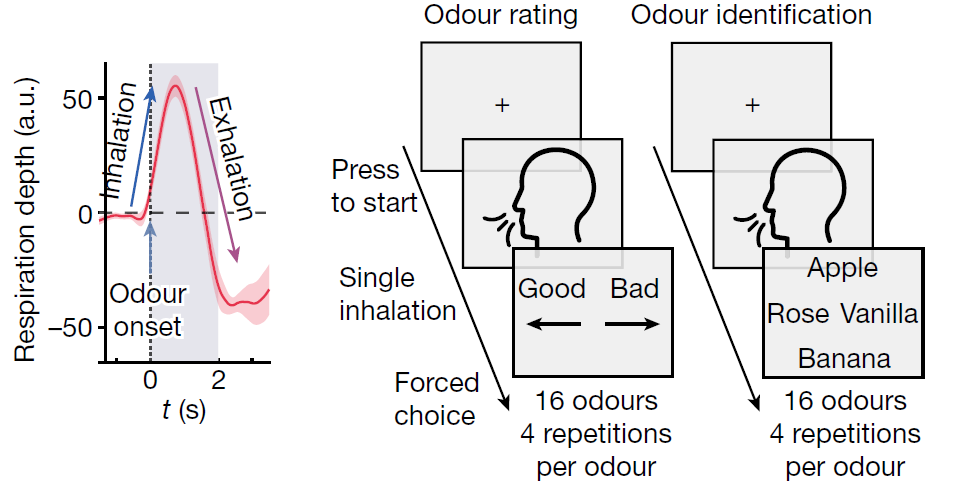 Respiration depth (a.u.)
50
0
−50
Inhalation
Exhalation
Odour
onset
0
2
t (s)
Odour rating
+
Press
to start
Single
inhalation
Good Bad
Forced
choice
16 odours
4 repetitions
per odour
Odour identification
+
Apple
Rose Vanilla
Banana
16 odours
4 repetitions
per odour